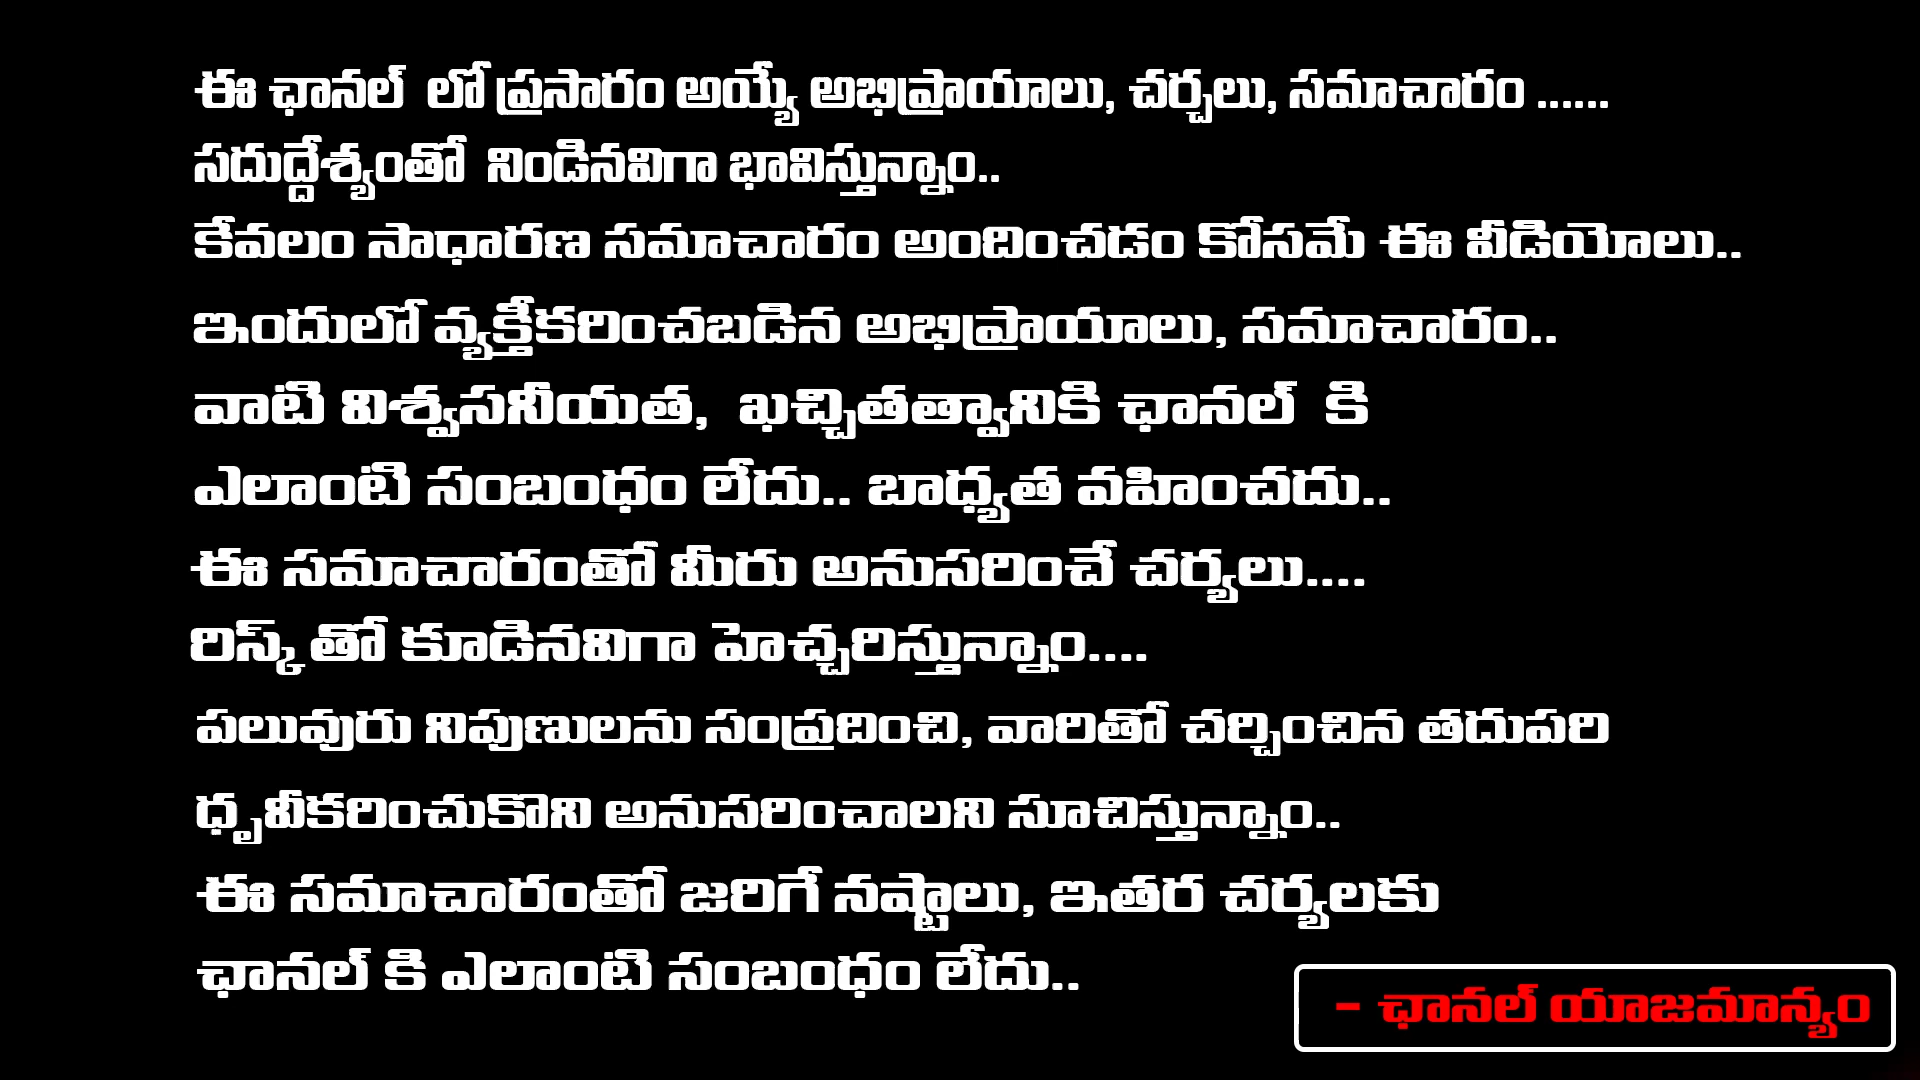 ఈ ఛానల్ లో ప్రసారం అయ్యే అభిప్రాయాలు, చర్చలు, సమాచారం ......
సదుద్దేశ్యంతో నిండినవిగా భావిస్తున్నాం..
కేవలం సాధారణ సమాచారం అందించడం కోసమే ఈ వీడియోలు..
ఇందులో వ్యక్తీకరించబడిన అభిప్రాయాలు, సమాచారం..
వాటి విశ్వసనీయత, ఖచ్చితత్వానికి ఛానల్ కి
ఎలాంటి సంబంధం లేదు.. బాధ్యత వహించదు..
ఈ సమాచారంతో మీరు అనుసరించే చర్యలు....
రిస్క్ తో కూడినవిగా హెచ్చరిస్తున్నాం....
పలువురు నిపుణులను సంప్రదించి, వారితో చర్చించిన తదుపరి
ధృవీకరించుకొని అనుసరించాలని సూచిస్తున్నాం..
ఈ సమాచారంతో జరిగే నష్టాలు, ఇతర చర్యలకు
ఛానల్ కి ఎలాంటి సంబంధం లేదు..
- ఛానల్ యాజమాన్యం